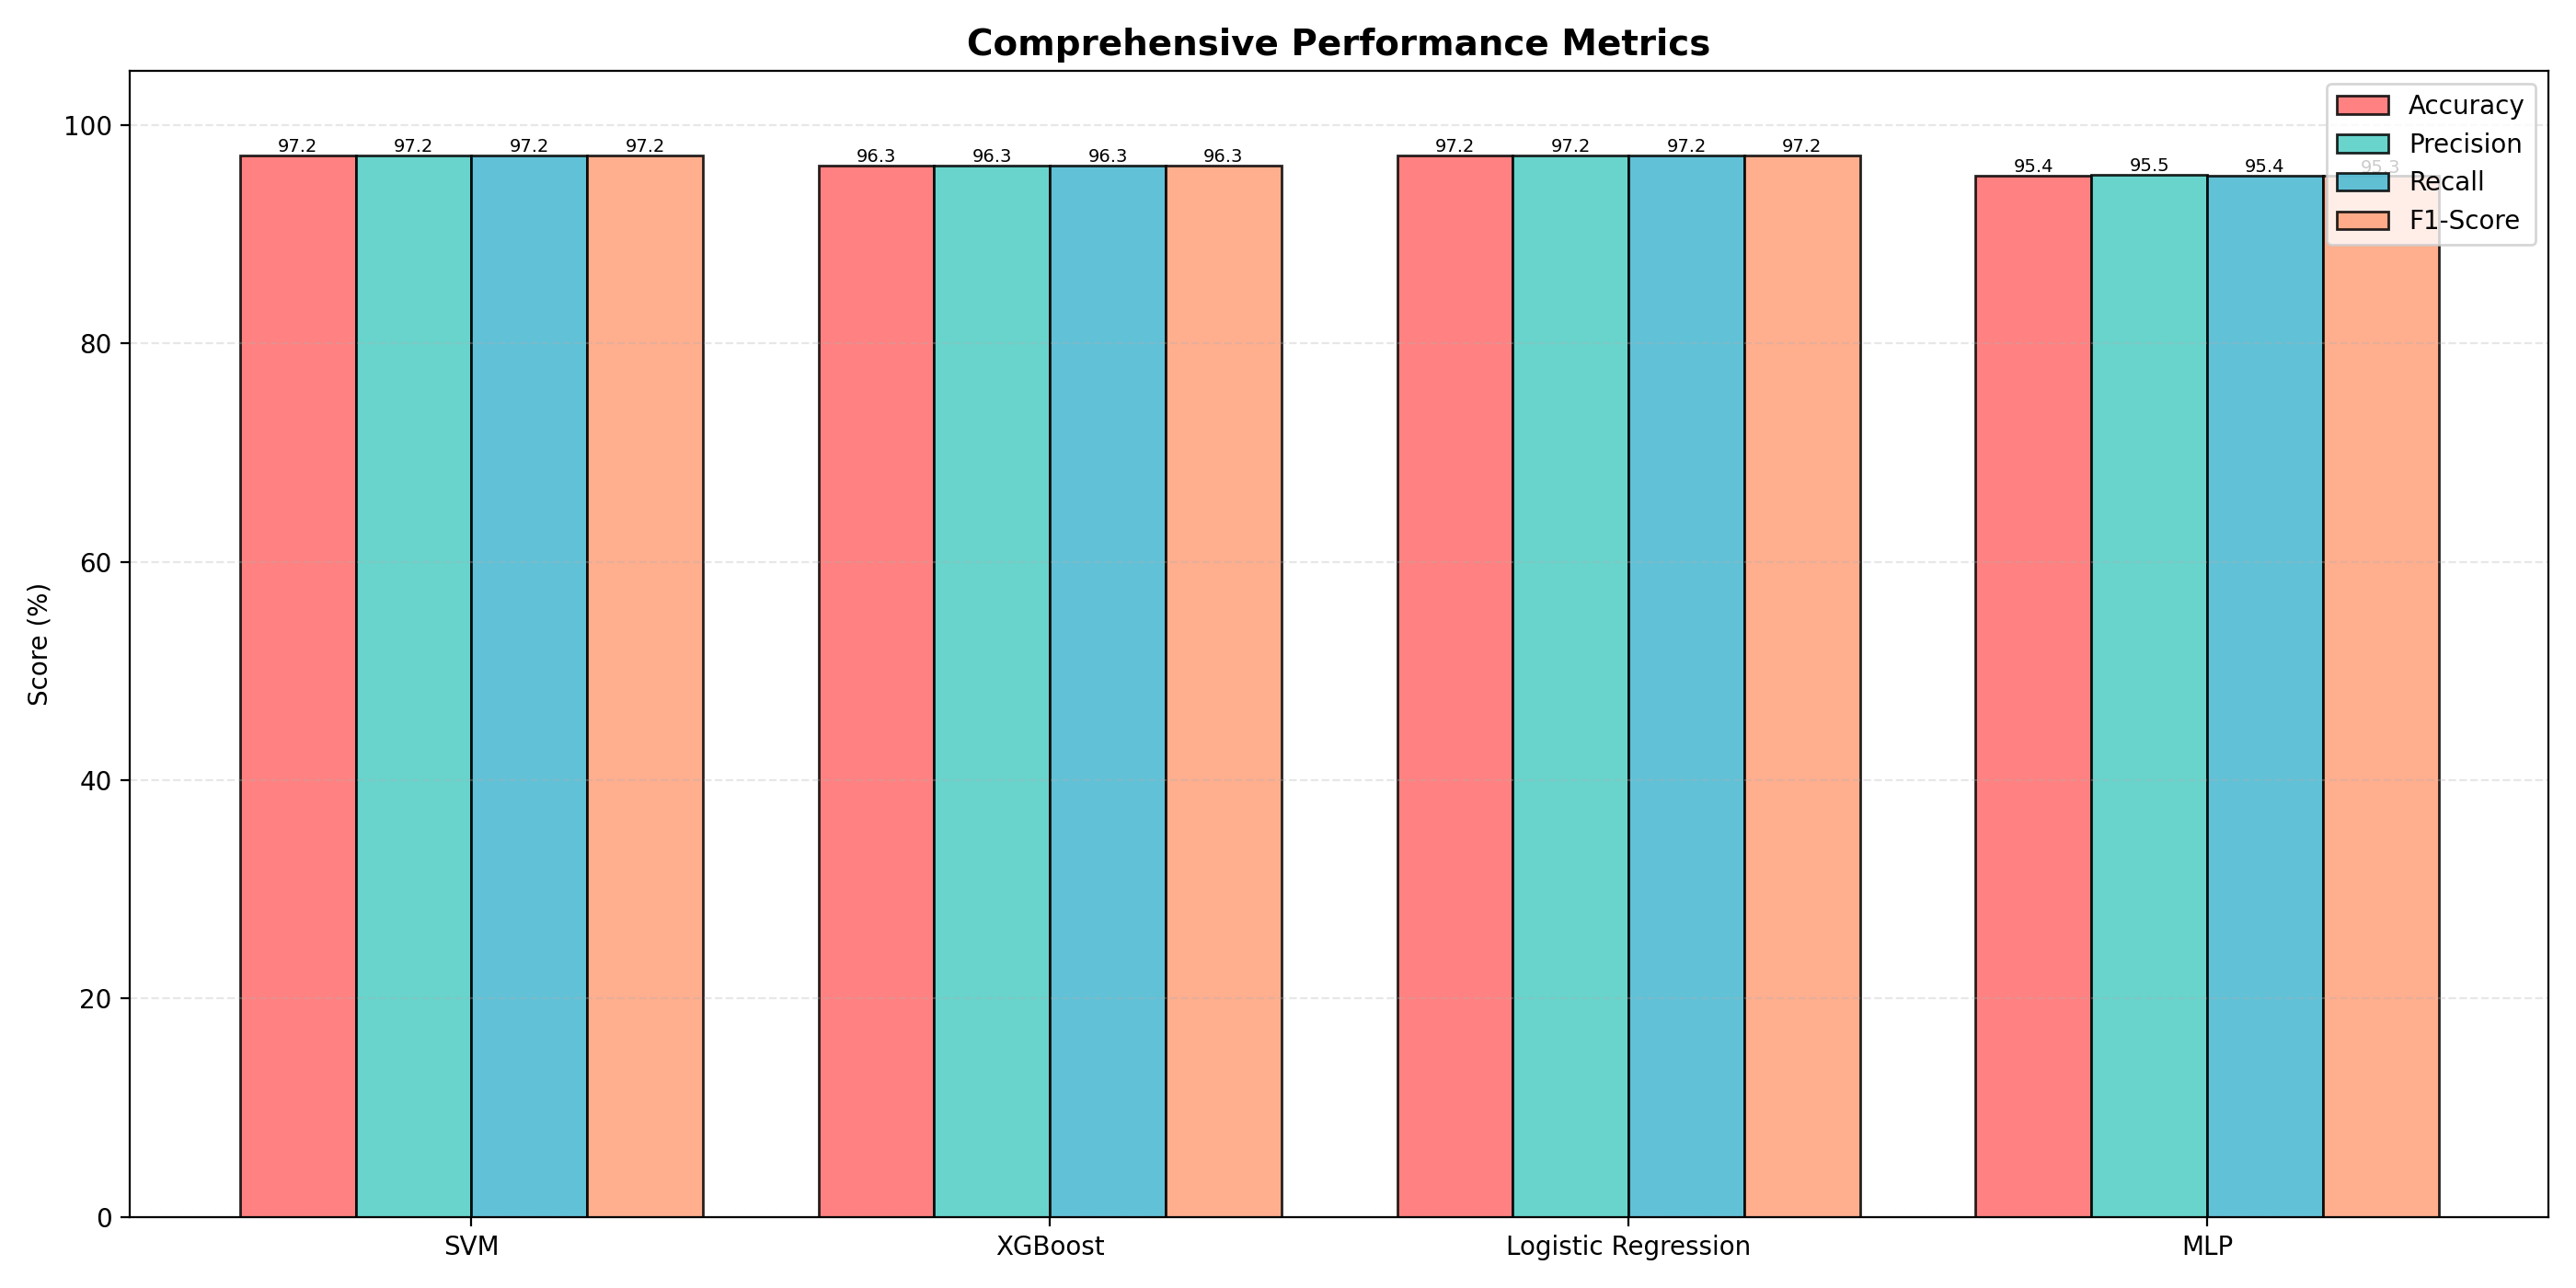 Comprehensive Performance Metrics
Score (%)
100
80
60
40
20
0
97.2 97.2 97.2 97.2
96.3 96.3 96.3 96.3
97.2 97.2 97.2 97.2
95.4 95.5 95.4 95.3
Accuracy
Precision
Recall
F1-Score
SVM XGBoost Logistic Regression MLP